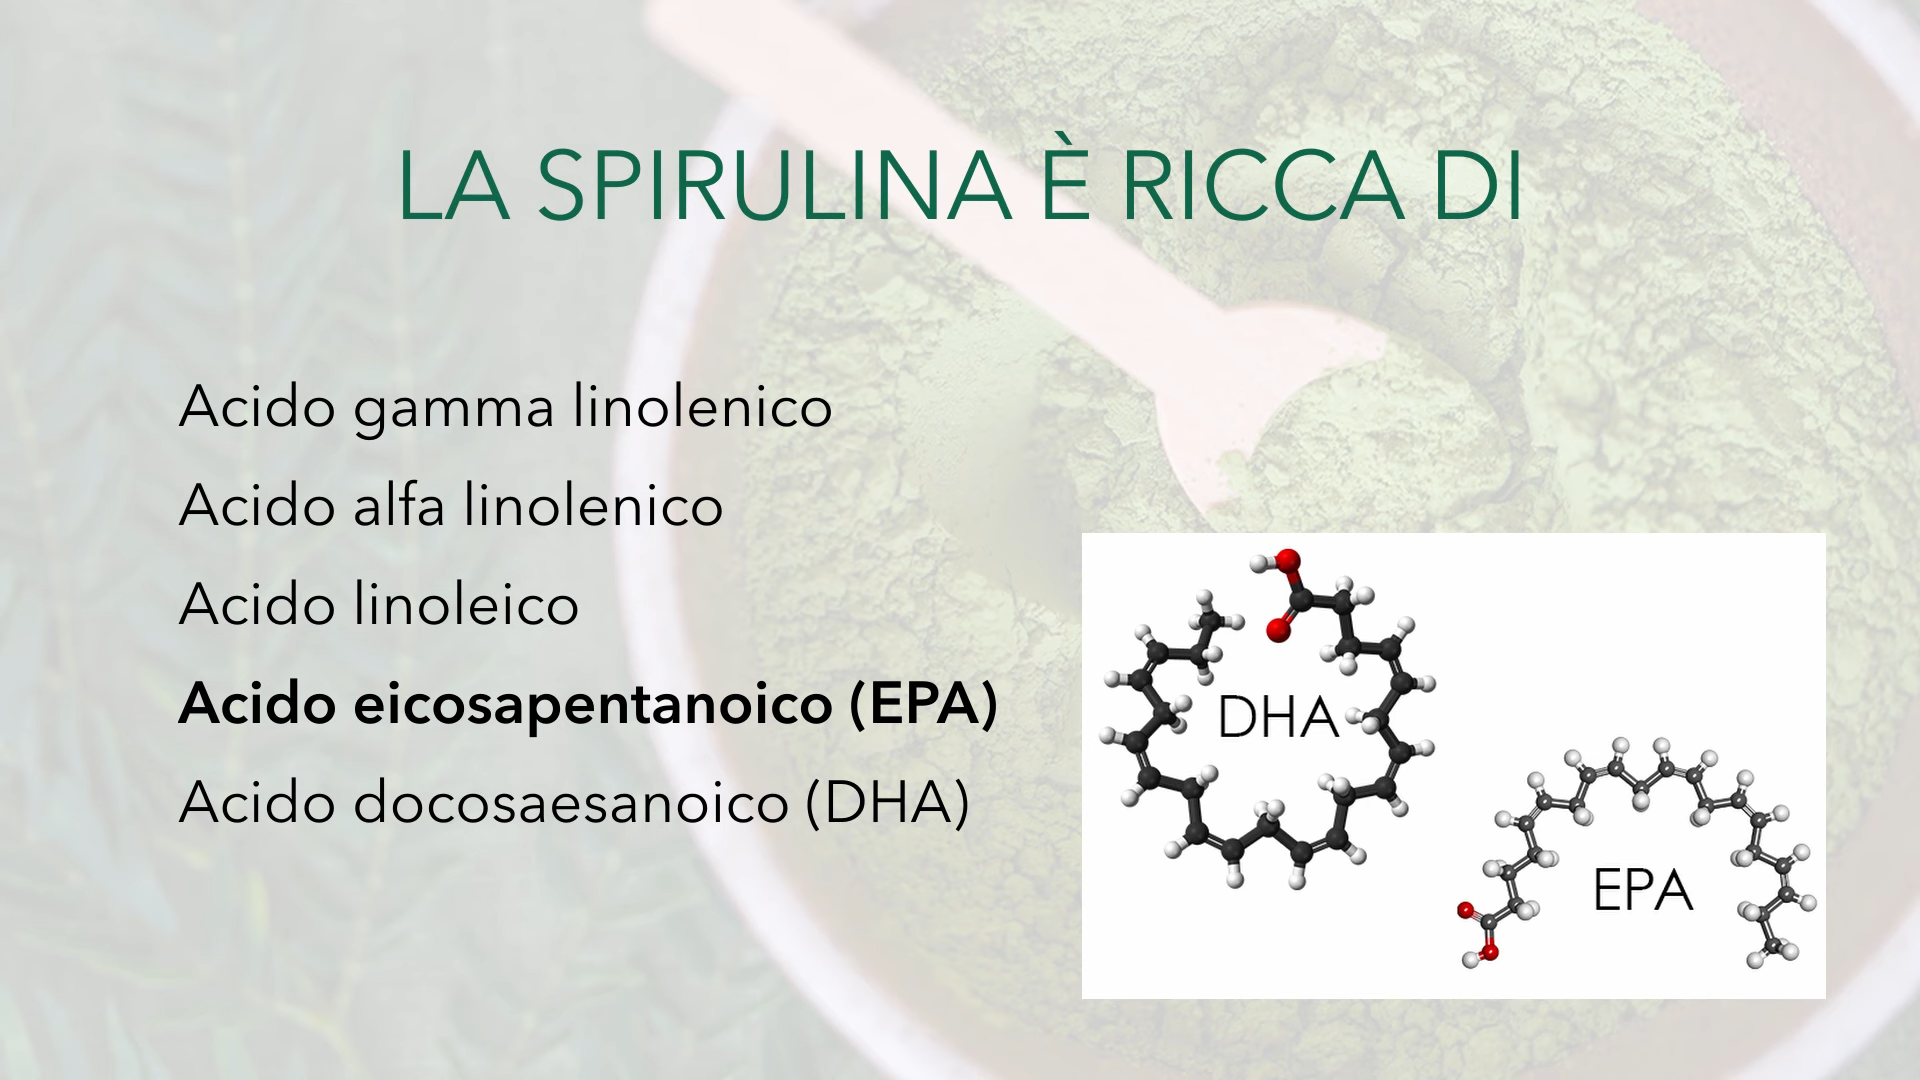 LA SPIRULINA È RICCA DI
Acido gamma linolenico
Acido alfa linolenico
Acido linoleico
Acido eicosapentanoico (EPA)
Acido docosaesanoico (DHA)
DHA
EPA